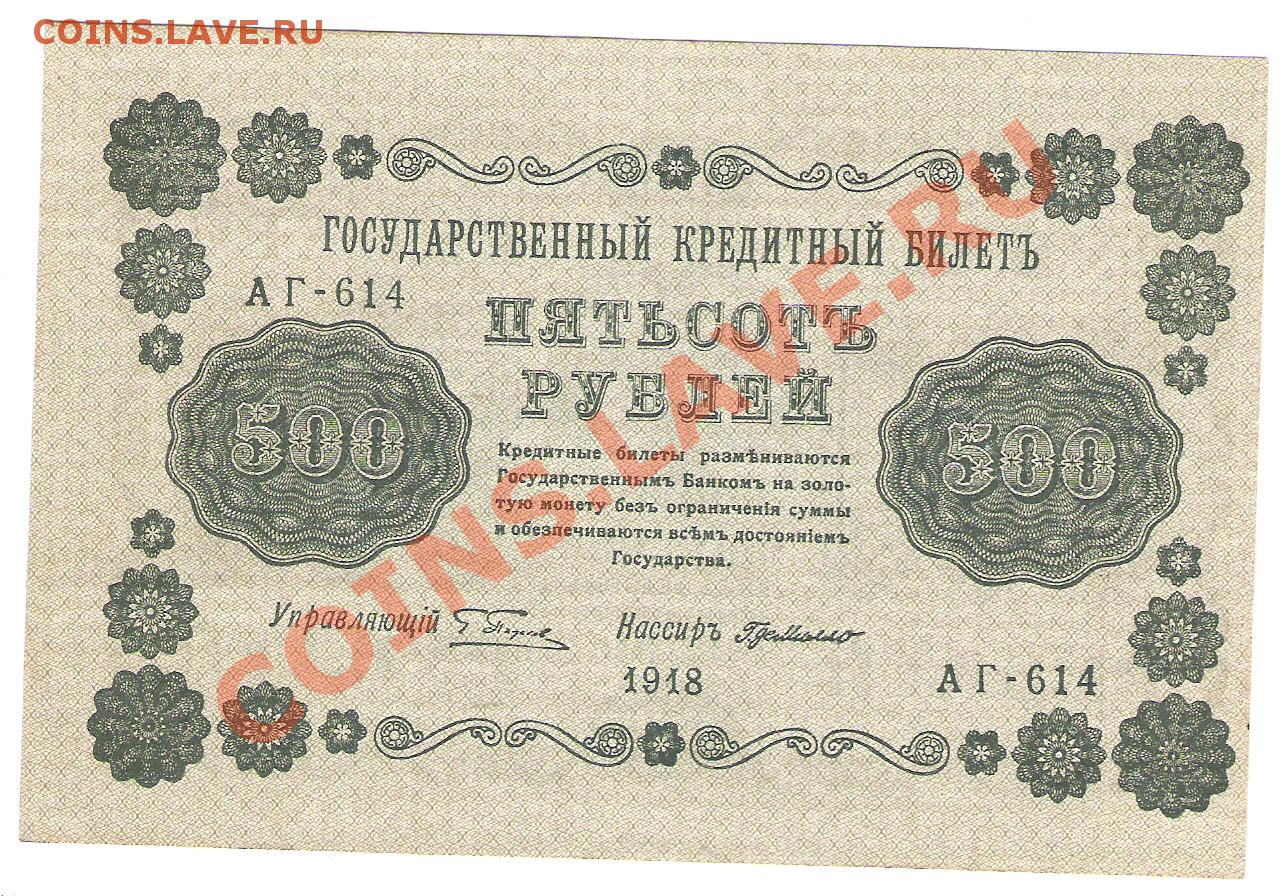 COINS.LAVE.RU
ГОСУДАРСТВЕННЫЙ КРЕДИТНЫЙ БИЛЕТЪ
АГ-614
ПЯТЬСОТЪ
РУБЛЕЙ
500
500
Кредитные билеты размѣниваются
Государственнымъ Банкомъ на золо-
тую монету безъ ограниченія суммы
и обезпечиваются всѣмъ достояніемъ
Государства.
Управляющій
Кассиръ
1918
АГ-614
COINS.LAVE.RU